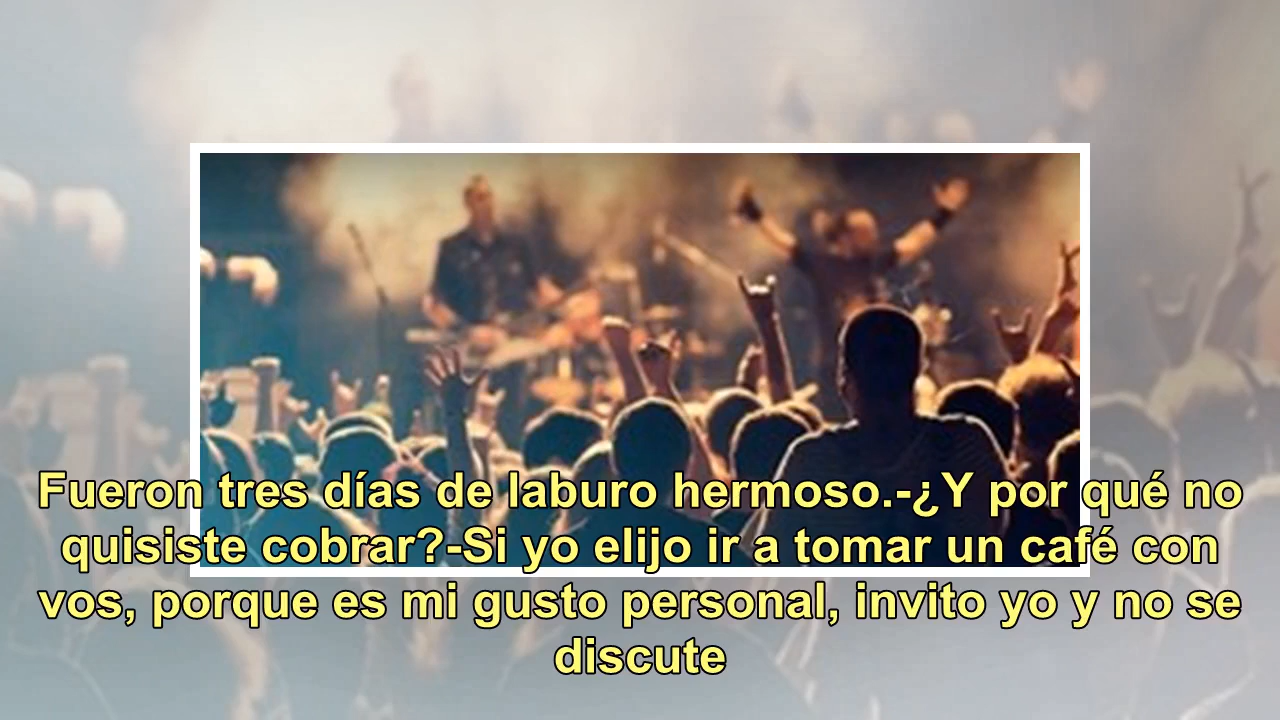 Fueron tres días de laburo hermoso.-¿Y por qué no
quisiste cobrar?-Si yo elijo ir a tomar un café con
vos, porque es mi gusto personal, invito yo y no se
discute